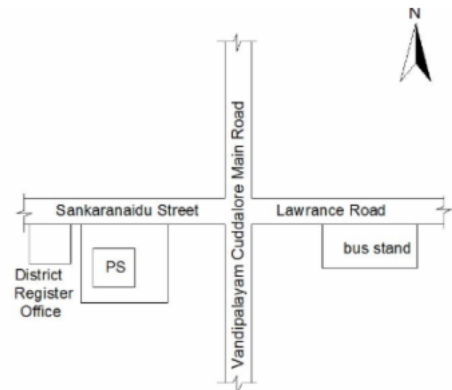 N
Vandipalayam Cuddalore Main Road
Sankaranaidu Street
Lawrance Road
bus stand
PS
District
Register
Office